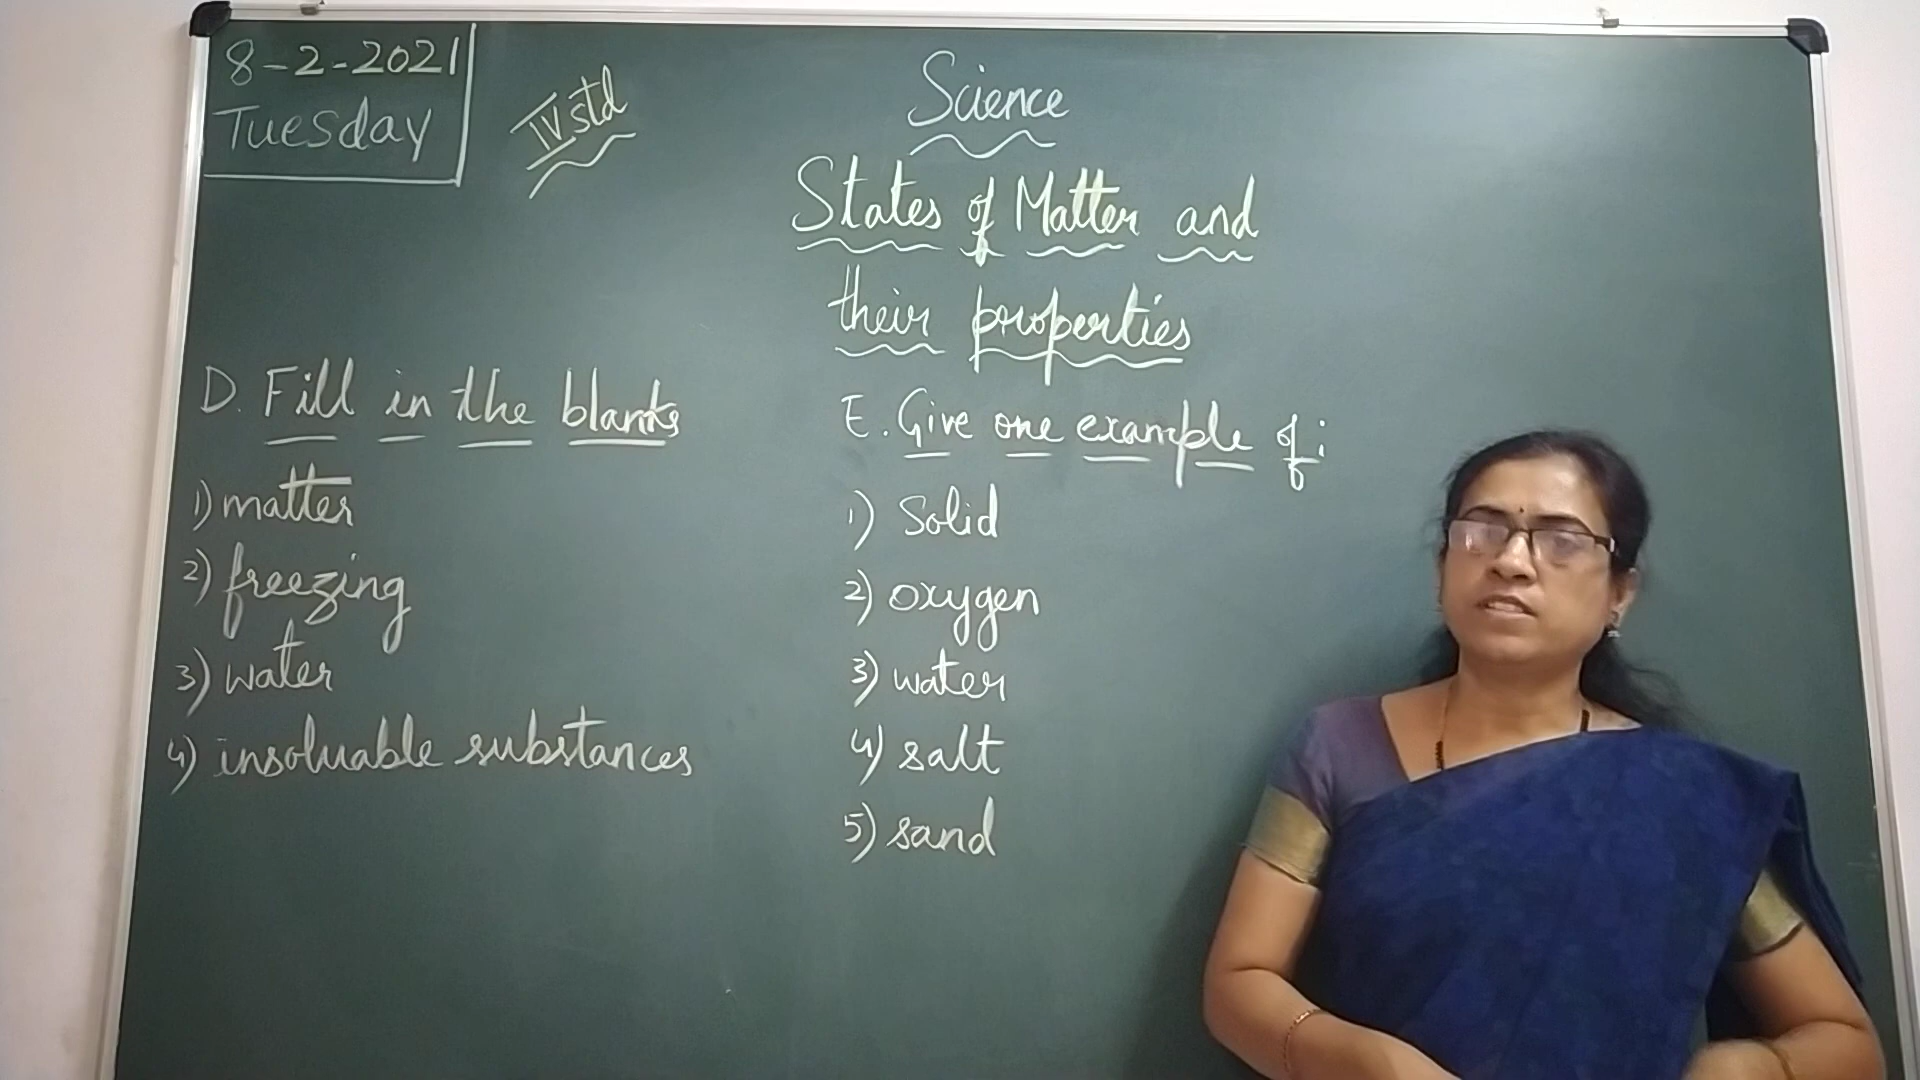 8-2-2021
Tuesday
IV std
Science
States of Matter and
their properties
D. Fill in the blanks
1) matter
2) freezing
3) water
4) insoluable substances
E. Give one example of:
1) Solid
2) oxygen
3) water
4) salt
5) sand